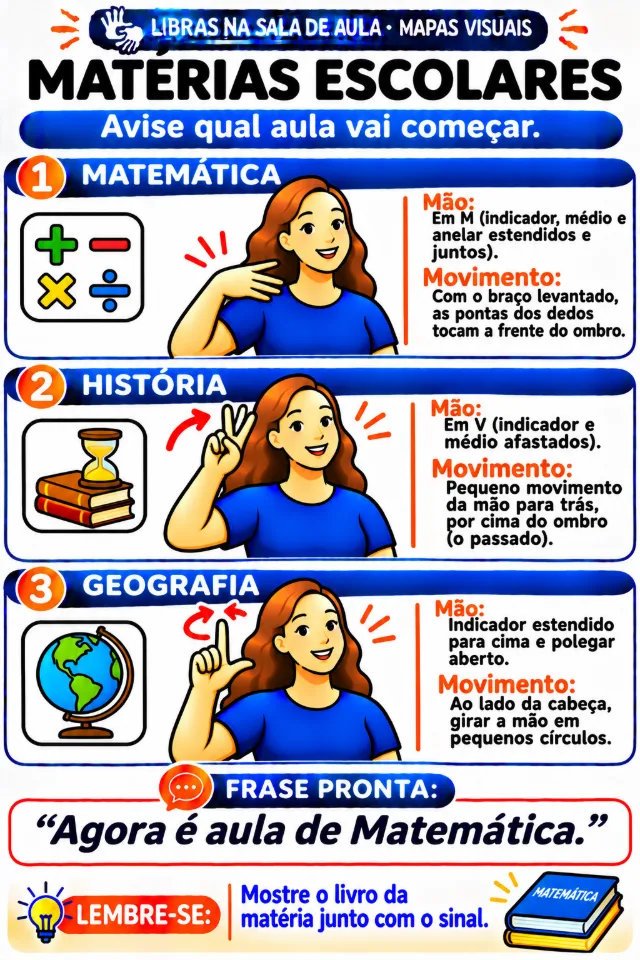 LIBRAS NA SALA DE AULA · MAPAS VISUAIS
MATÉRIAS ESCOLARES
Avise qual aula vai começar.
1 MATEMÁTICA
Mão:
Em M (indicador, médio e
anelar estendidos e
juntos).
Movimento:
Com o braço levantado,
as pontas dos dedos
tocam a frente do ombro.
2 HISTÓRIA
Mão:
Em V (indicador e
médio afastados).
Movimento:
Pequeno movimento
da mão para trás,
por cima do ombro
(o passado).
3 GEOGRAFIA
Mão:
Indicador estendido
para cima e polegar
aberto.
Movimento:
Ao lado da cabeça,
girar a mão em
pequenos círculos.
FRASE PRONTA:
“Agora é aula de Matemática.”
LEMBRE-SE:
Mostre o livro da
matéria junto com o sinal.
MATEMÁTICA